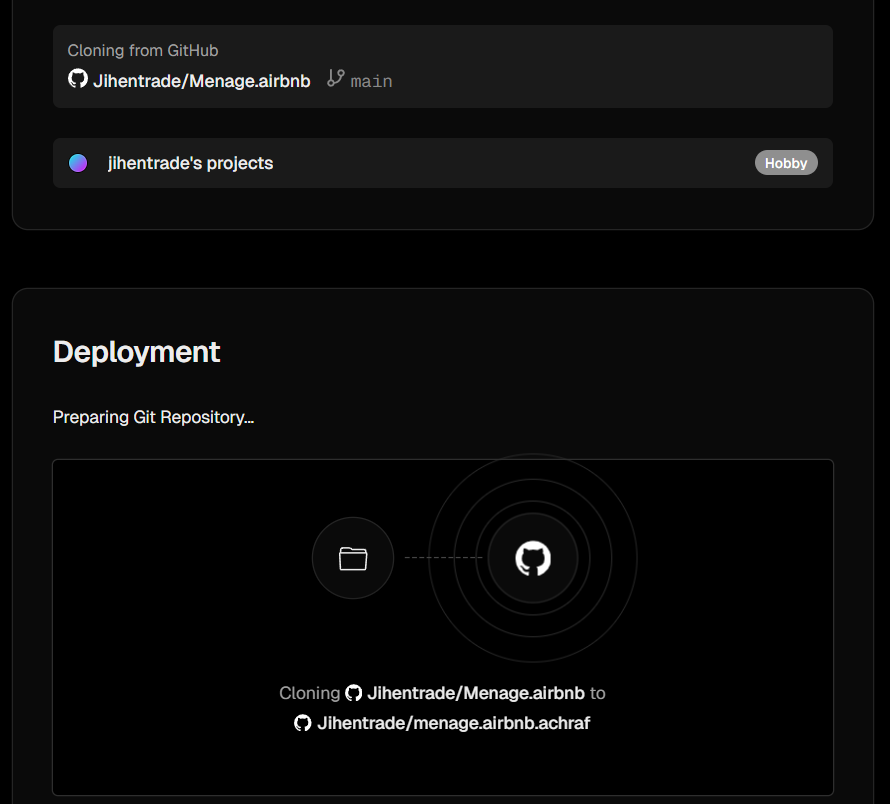 Cloning from GitHub
Jihentrade/Menage.airbnb main
jihentrade's projects Hobby
Deployment
Preparing Git Repository...
Cloning Jihentrade/Menage.airbnb to
Jihentrade/menage.airbnb.achraf